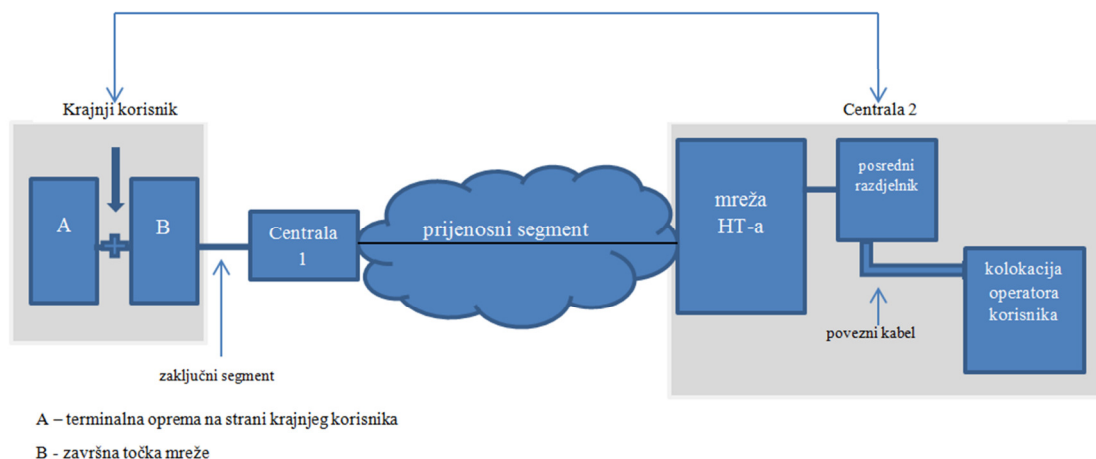 Krajnji korisnik
Centrala 2
A
B
Centrala
1
prijenosni segment
mreža
HT-a
posredni
razdjelnik
kolokacija
operatora
korisnika
povezni kabel
zaključni segment
A – terminalna oprema na strani krajnjeg korisnika
B - završna točka mreže